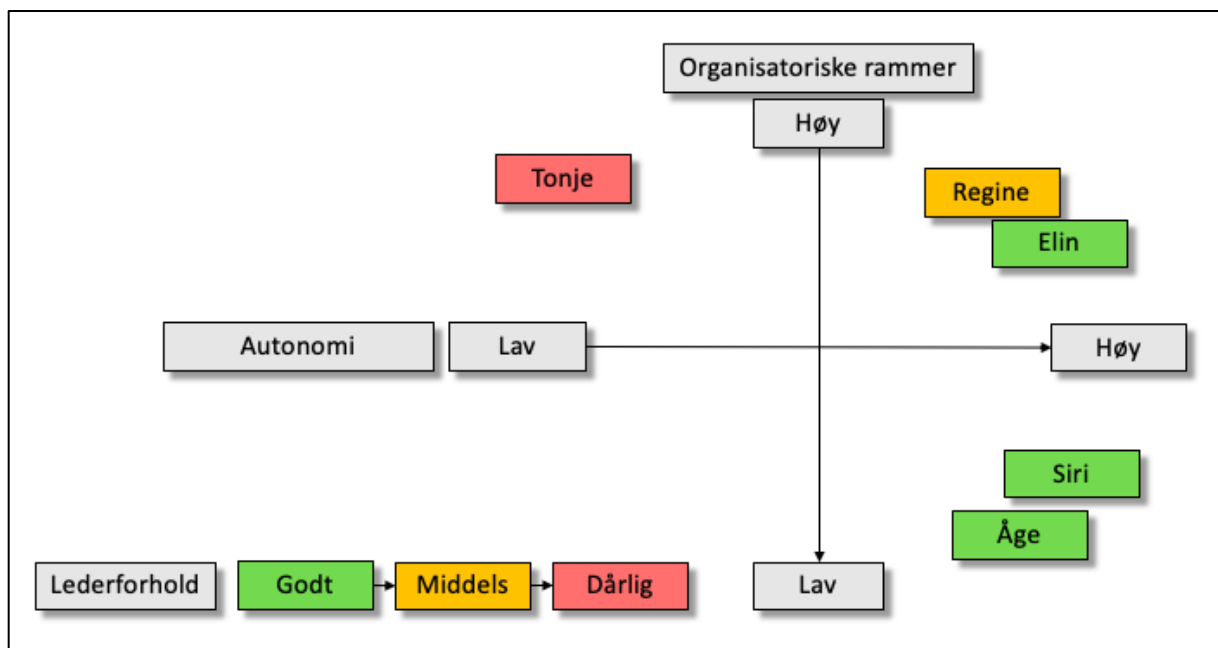 Organisatoriske rammer
Høy
Tonje
Regine
Elin
Autonomi
Lav
Høy
Siri
Åge
Lederforhold
Godt
Middels
Dårlig
Lav